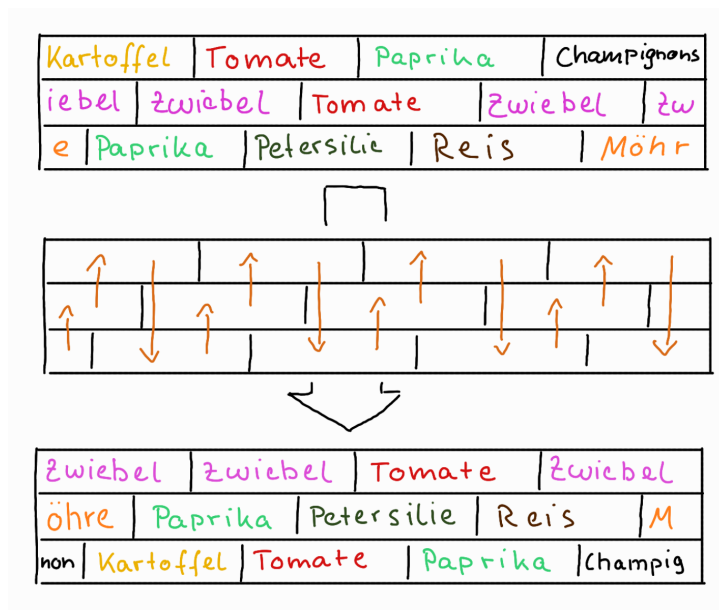 Kartoffel Tomate Paprika Champignons
iebel Zwiebel Tomate Zwiebel Zw
e Paprika Petersilie Reis Möhr
Zwiebel Zwiebel Tomate Zwiebel
öhre Paprika Petersilie Reis M
non Kartoffel Tomate Paprika Champig